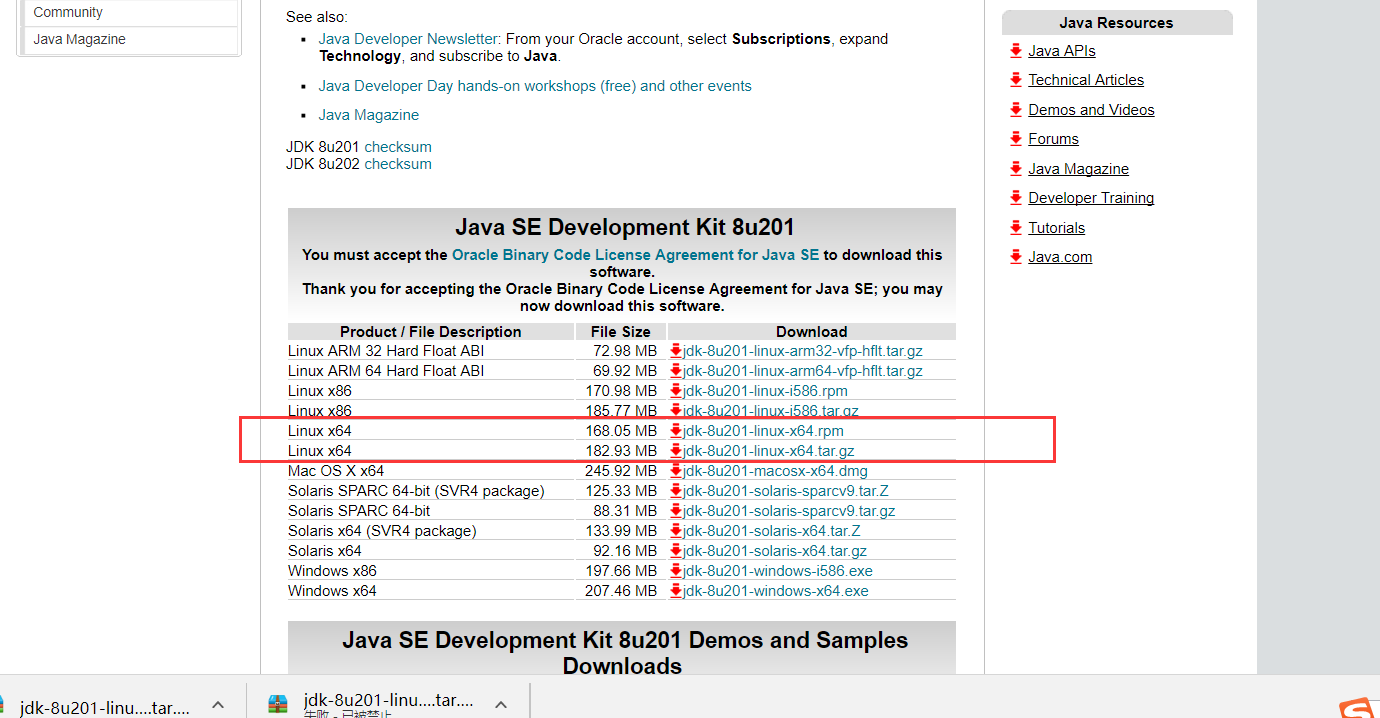 Community
Java Magazine
See also:
Java Developer Newsletter: From your Oracle account, select Subscriptions, expand
Technology, and subscribe to Java.
Java Developer Day hands-on workshops (free) and other events
Java Magazine
JDK 8u201 checksum
JDK 8u202 checksum
Java SE Development Kit 8u201
You must accept the Oracle Binary Code License Agreement for Java SE to download this
software.
Thank you for accepting the Oracle Binary Code License Agreement for Java SE; you may
now download this software.
Product / File Description File Size Download
Linux ARM 32 Hard Float ABI 72.98 MB jdk-8u201-linux-arm32-vfp-hflt.tar.gz
Linux ARM 64 Hard Float ABI 69.92 MB jdk-8u201-linux-arm64-vfp-hflt.tar.gz
Linux x86 170.98 MB jdk-8u201-linux-i586.rpm
Linux x86 185.77 MB jdk-8u201-linux-i586.tar.gz
Linux x64 168.05 MB jdk-8u201-linux-x64.rpm
Linux x64 182.93 MB jdk-8u201-linux-x64.tar.gz
Mac OS X x64 245.92 MB jdk-8u201-macosx-x64.dmg
Solaris SPARC 64-bit (SVR4 package) 125.33 MB jdk-8u201-solaris-sparcv9.tar.Z
Solaris SPARC 64-bit 88.31 MB jdk-8u201-solaris-sparcv9.tar.gz
Solaris x64 (SVR4 package) 133.99 MB jdk-8u201-solaris-x64.tar.Z
Solaris x64 92.16 MB jdk-8u201-solaris-x64.tar.gz
Windows x86 197.66 MB jdk-8u201-windows-i586.exe
Windows x64 207.46 MB jdk-8u201-windows-x64.exe
Java SE Development Kit 8u201 Demos and Samples
Downloads
Java Resources
Java APIs
Technical Articles
Demos and Videos
Forums
Java Magazine
Developer Training
Tutorials
Java.com
jdk-8u201-linu....tar....
jdk-8u201-linu....tar....
失败 - 已被禁止